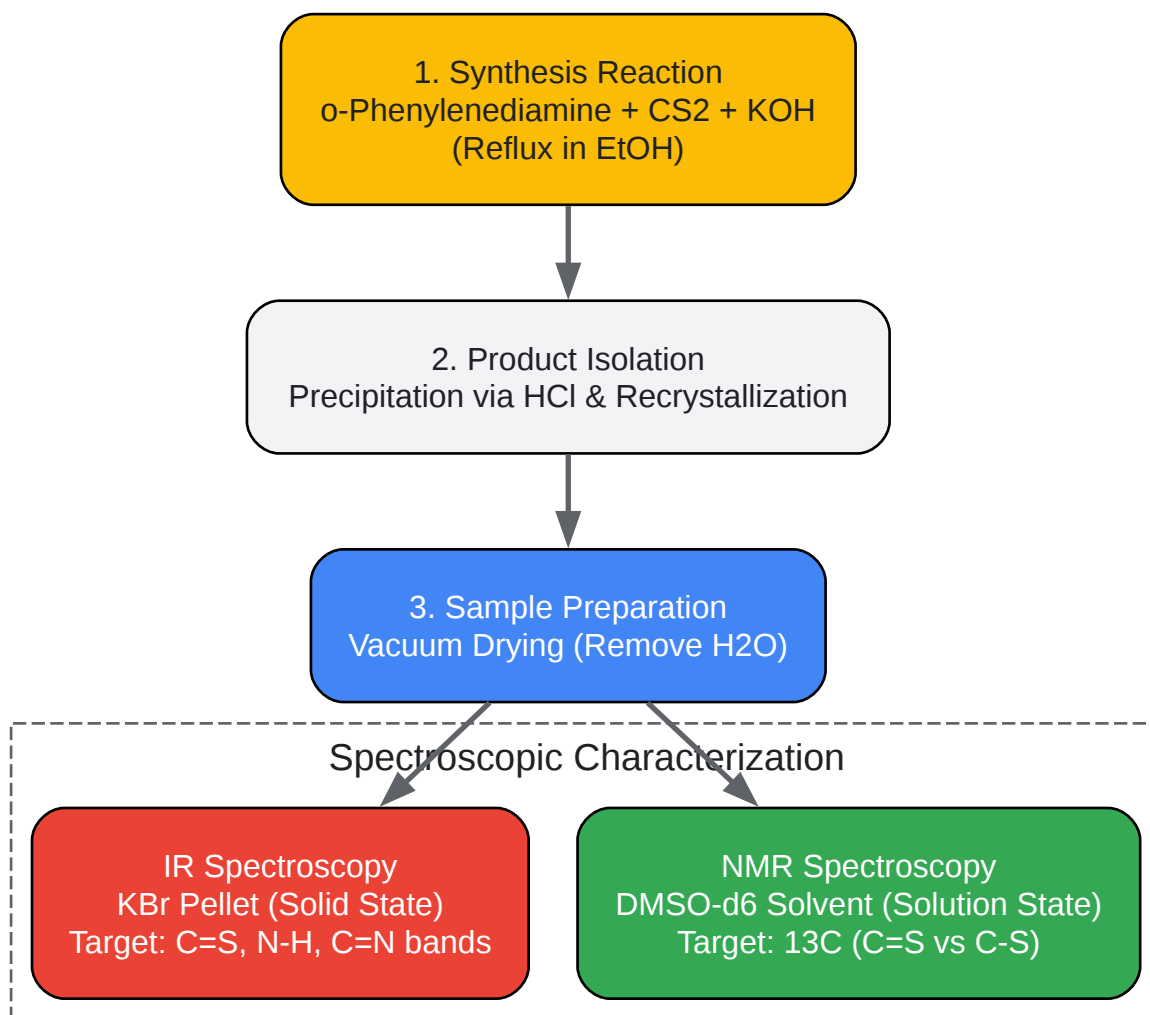 1. Synthesis Reaction
o-Phenylenediamine + CS2 + KOH
(Reflux in EtOH)
2. Product Isolation
Precipitation via HCl & Recrystallization
3. Sample Preparation
Vacuum Drying (Remove H2O)
Spectroscopic Characterization
IR Spectroscopy
KBr Pellet (Solid State)
Target: C=S, N-H, C=N bands
NMR Spectroscopy
DMSO-d6 Solvent (Solution State)
Target: 13C (C=S vs C-S)